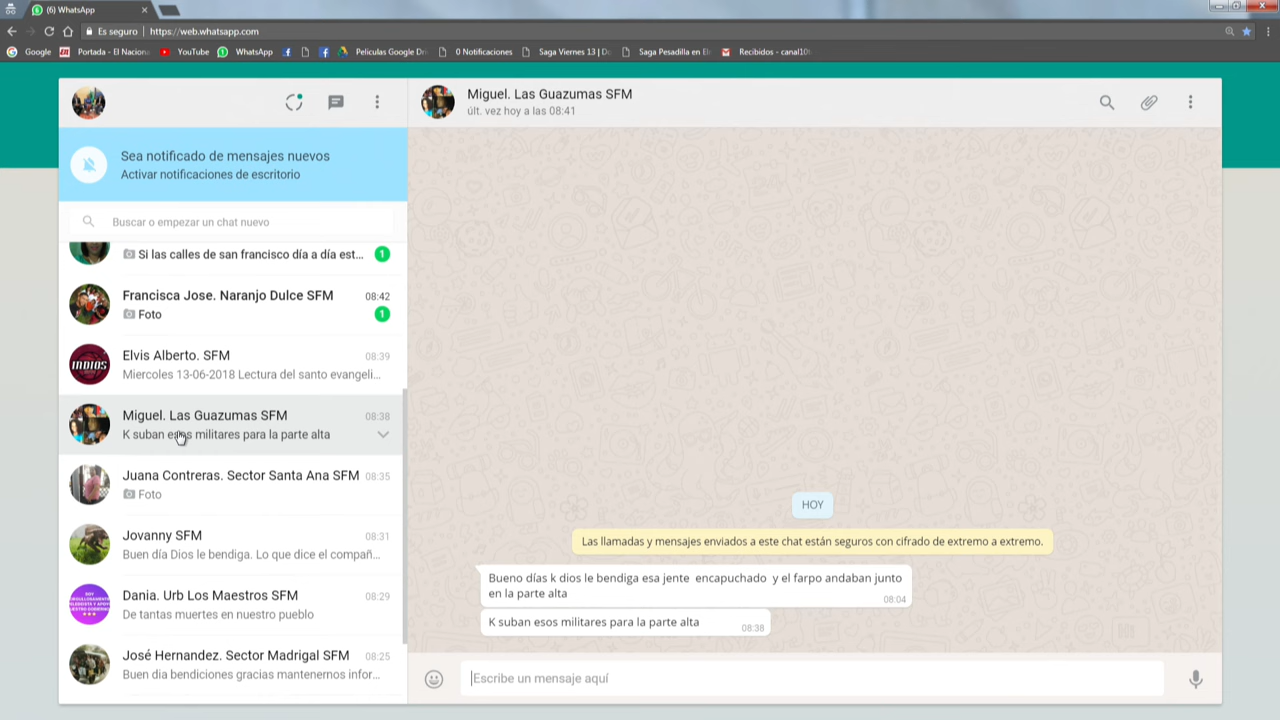 (6) WhatsApp
Es seguro | https://web.whatsapp.com
Google
Portada - El Naciona
YouTube
WhatsApp
Películas Google Dri
0 Notificaciones
Saga Viernes 13 | D
Saga Pesadilla en El
Recibidos - canal10s
Sea notificado de mensajes nuevos
Activar notificaciones de escritorio
Buscar o empezar un chat nuevo
Si las calles de san francisco día a día est...
1
Francisca Jose. Naranjo Dulce SFM
08:42
Foto
1
INDIOS
Elvis Alberto. SFM
08:39
Miercoles 13-06-2018 Lectura del santo evangeli...
Miguel. Las Guazumas SFM
08:38
K suban esos militares para la parte alta
Juana Contreras. Sector Santa Ana SFM
08:35
Foto
Jovanny SFM
08:31
Buen día Dios le bendiga. Lo que dice el compañ...
Dania. Urb Los Maestros SFM
08:29
De tantas muertes en nuestro pueblo
José Hernandez. Sector Madrigal SFM
08:25
Buen dia bendiciones gracias mantenernos infor...
Miguel. Las Guazumas SFM
últ. vez hoy a las 08:41
HOY
Las llamadas y mensajes enviados a este chat están seguros con cifrado de extremo a extremo.
Bueno días k dios le bendiga esa jente encapuchado y el farpo andaban junto
en la parte alta
08:04
K suban esos militares para la parte alta
08:38
Escribe un mensaje aquí